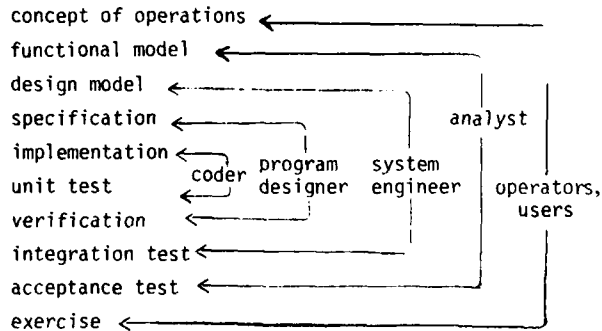 concept of operations
functional model
design model
specification
analyst
implementation
coder
program
designer
system
engineer
unit test
operators,
users
verification
integration test
acceptance test
exercise